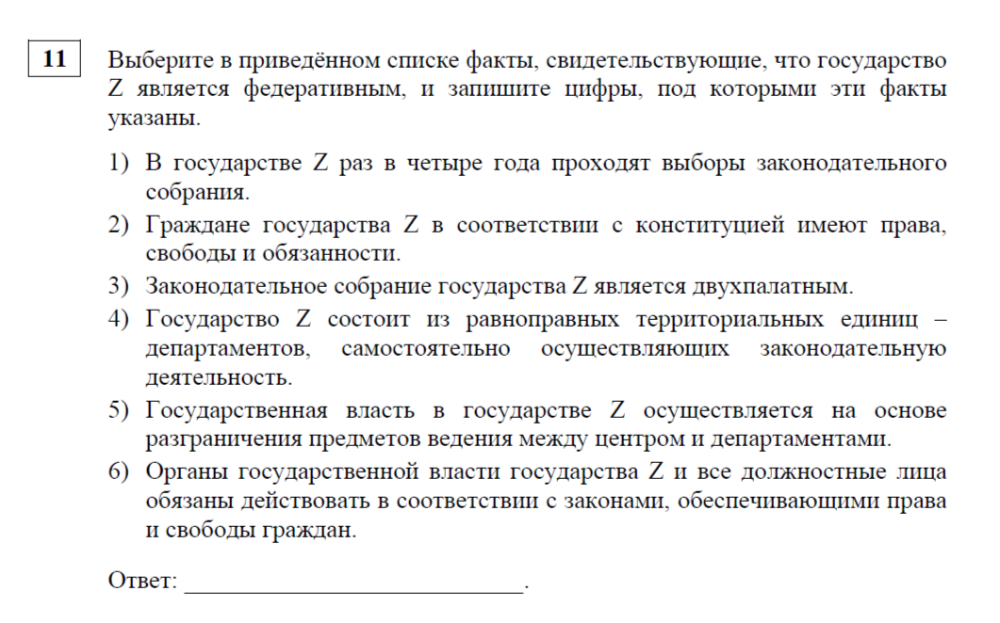 11
Выберите в приведённом списке факты, свидетельствующие, что государство
Z является федеративным, и запишите цифры, под которыми эти факты
указаны.
1) В государстве Z раз в четыре года проходят выборы законодательного
собрания.
2) Граждане государства Z в соответствии с конституцией имеют права,
свободы и обязанности.
3) Законодательное собрание государства Z является двухпалатным.
4) Государство Z состоит из равноправных территориальных единиц –
департаментов, самостоятельно осуществляющих законодательную
деятельность.
5) Государственная власть в государстве Z осуществляется на основе
разграничения предметов ведения между центром и департаментами.
6) Органы государственной власти государства Z и все должностные лица
обязаны действовать в соответствии с законами, обеспечивающими права
и свободы граждан.
Ответ: ___________________________.